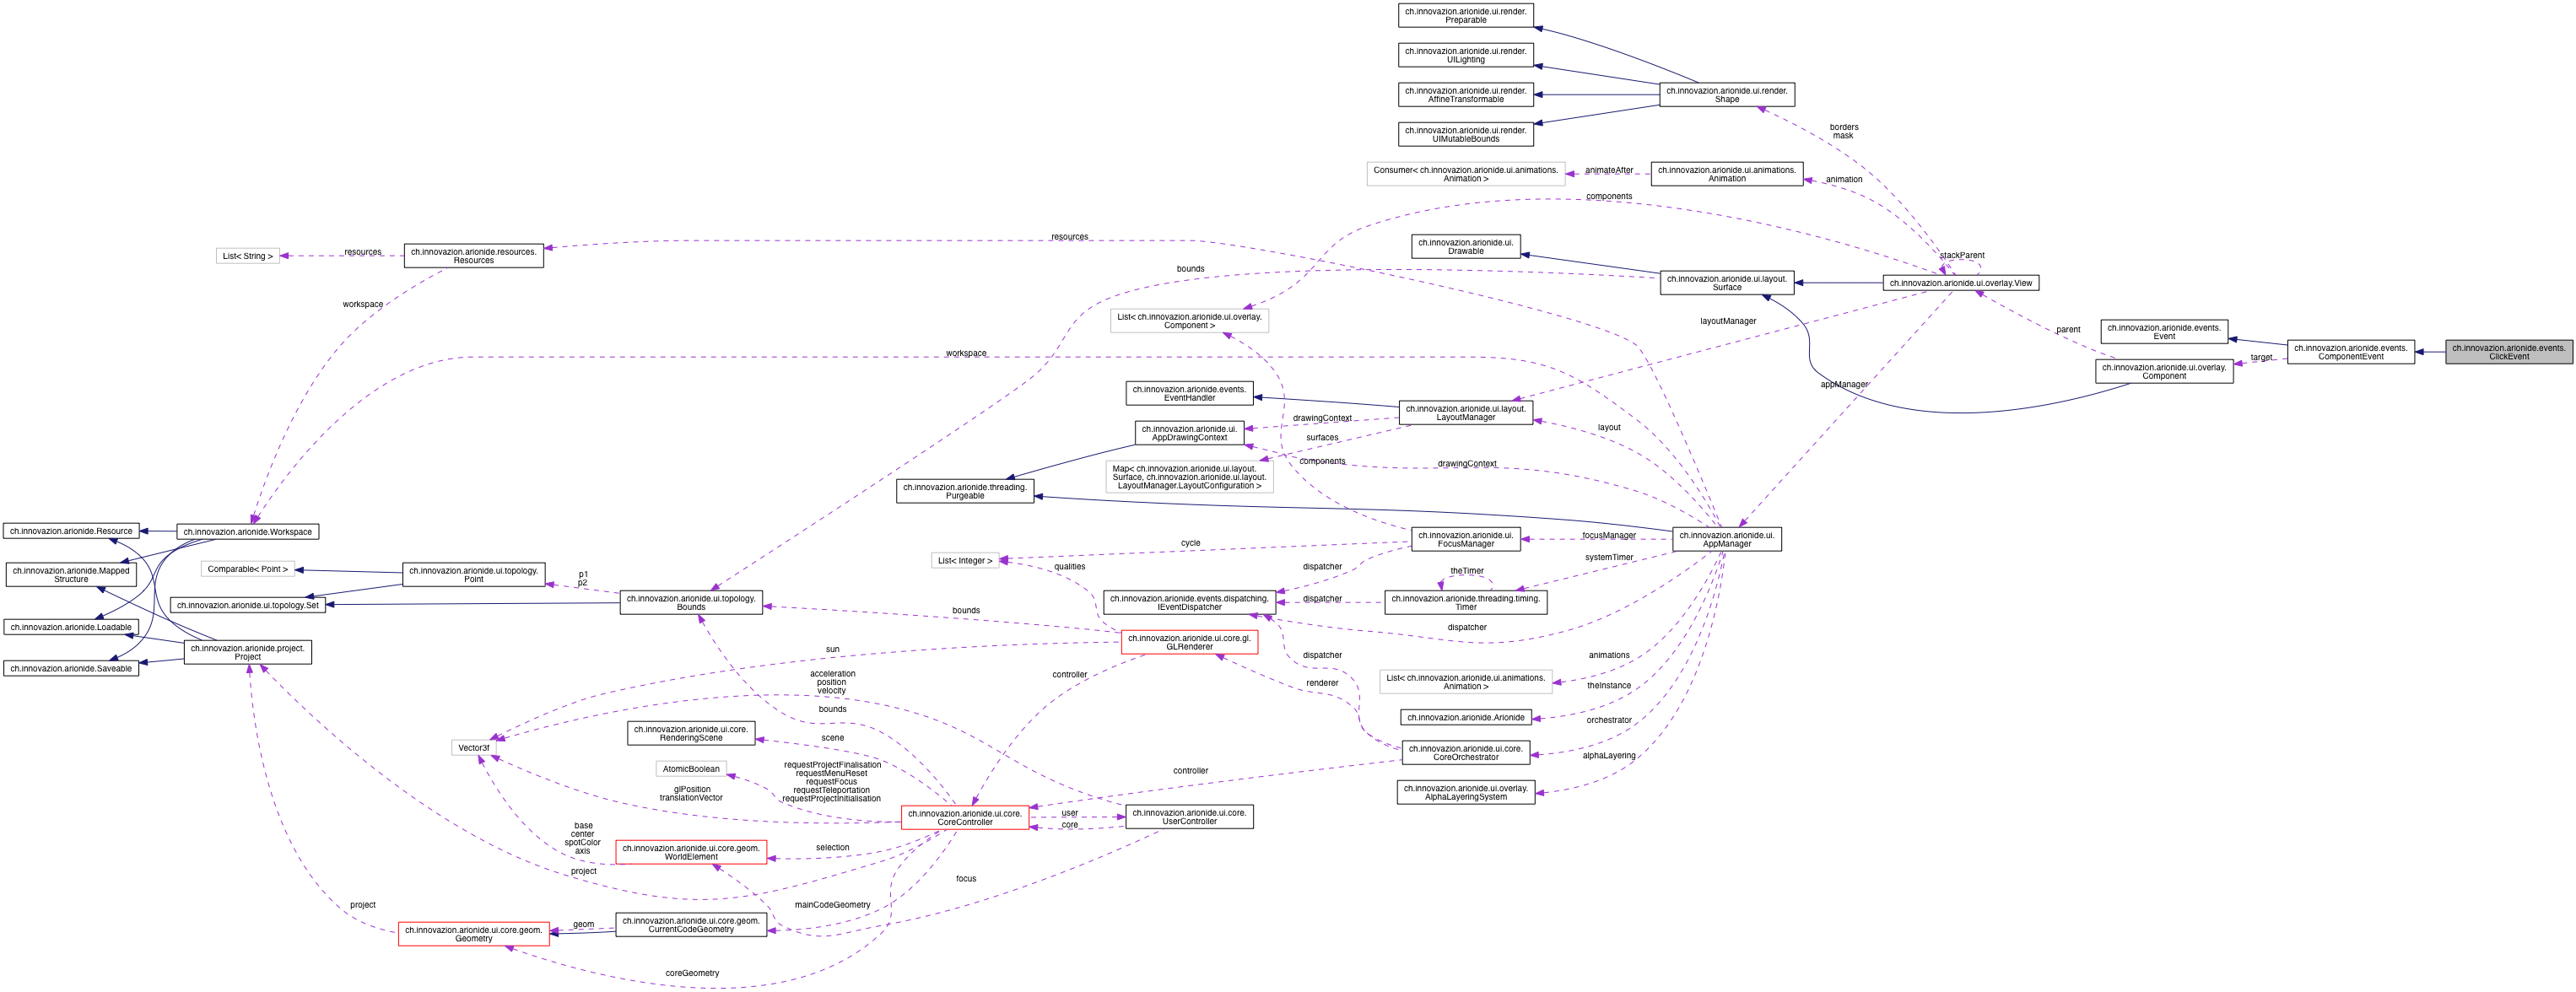 ch.innovazion.arionide.ui.render.
Preparable
ch.innovazion.arionide.ui.render.
UILighting
ch.innovazion.arionide.ui.render.
AffineTransformable
ch.innovazion.arionide.ui.render.
UIMutableBounds
ch.innovazion.arionide.ui.render.
Shape
borders
mask
Consumer< ch.innovazion.arionide.ui.animations.
Animation >
animateAfter
ch.innovazion.arionide.ui.animations.
Animation
animation
components
List< String >
resources
ch.innovazion.arionide.resources.
Resources
resources
bounds
ch.innovazion.arionide.ui.
Drawable
ch.innovazion.arionide.ui.layout.
Surface
stackParent
ch.innovazion.arionide.ui.overlay.View
workspace
List< ch.innovazion.arionide.ui.overlay.
Component >
layoutManager
parent
ch.innovazion.arionide.events.
Event
ch.innovazion.arionide.events.
ComponentEvent
ch.innovazion.arionide.events.
ClickEvent
target
ch.innovazion.arionide.ui.overlay.
Component
workspace
appManager
ch.innovazion.arionide.events.
EventHandler
ch.innovazion.arionide.ui.layout.
LayoutManager
drawingContext
surfaces
layout
ch.innovazion.arionide.ui.
AppDrawingContext
components
drawingContext
Map< ch.innovazion.arionide.ui.layout.
Surface, ch.innovazion.arionide.ui.layout.
LayoutManager.LayoutConfiguration >
ch.innovazion.arionide.threading.
Purgeable
ch.innovazion.arionide.Resource
ch.innovazion.arionide.Workspace
ch.innovazion.arionide.ui.
FocusManager
focusManager
ch.innovazion.arionide.ui.
AppManager
cycle
List< Integer >
qualities
systemTimer
dispatcher
theTimer
ch.innovazion.arionide.Mapped
Structure
Comparable< Point >
ch.innovazion.arionide.ui.topology.
Point
p1
p2
ch.innovazion.arionide.ui.topology.Set
ch.innovazion.arionide.ui.topology.
Bounds
bounds
ch.innovazion.arionide.events.dispatching.
IEventDispatcher
dispatcher
ch.innovazion.arionide.threading.timing.
Timer
dispatcher
ch.innovazion.arionide.Loadable
ch.innovazion.arionide.project.
Project
ch.innovazion.arionide.Saveable
ch.innovazion.arionide.ui.core.gl.
GLRenderer
sun
dispatcher
animations
controller
renderer
List< ch.innovazion.arionide.ui.animations.
Animation >
theInstance
acceleration
position
velocity
bounds
ch.innovazion.arionide.Arionide
orchestrator
ch.innovazion.arionide.ui.core.
RenderingScene
scene
Vector3f
ch.innovazion.arionide.ui.core.
CoreOrchestrator
alphaLayering
AtomicBoolean
requestProjectFinalisation
requestMenuReset
requestFocus
requestTeleportation
requestProjectInitialisation
controller
glPosition
translationVector
ch.innovazion.arionide.ui.overlay.
AlphaLayeringSystem
ch.innovazion.arionide.ui.core.
CoreController
user
core
ch.innovazion.arionide.ui.core.
UserController
base
center
spotColor
axis
ch.innovazion.arionide.ui.core.geom.
WorldElement
selection
project
focus
project
mainCodeGeometry
ch.innovazion.arionide.ui.core.geom.
Geometry
geom
ch.innovazion.arionide.ui.core.geom.
CurrentCodeGeometry
coreGeometry